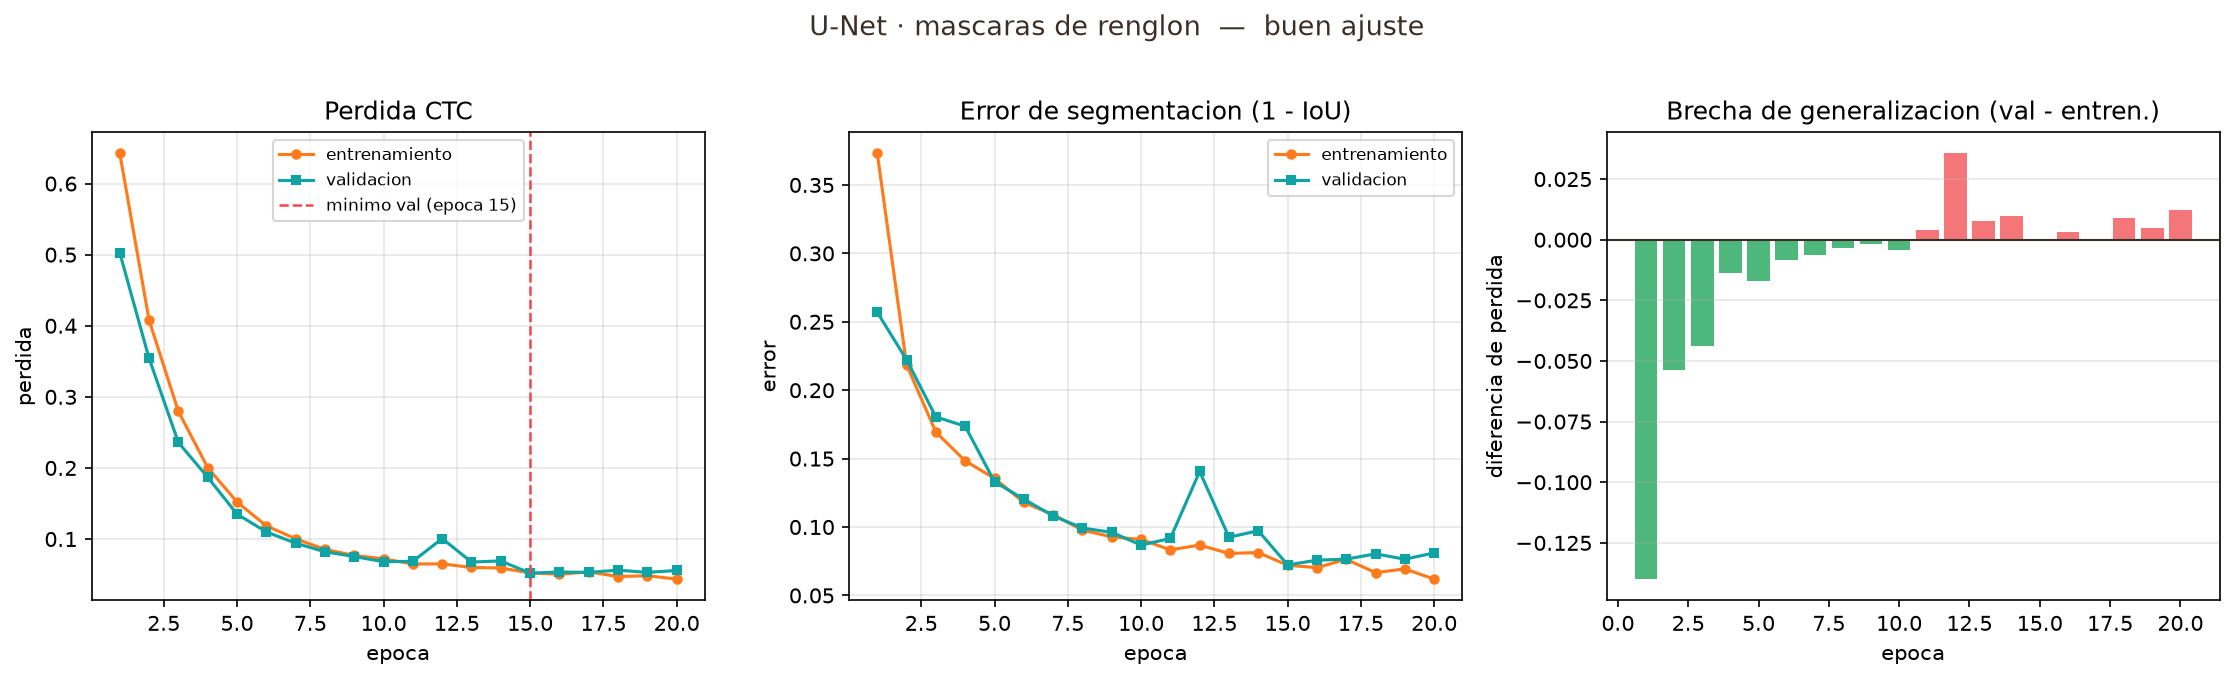 U-Net · mascaras de renglon — buen ajuste
Perdida CTC
entrenamiento
validacion
minimo val (epoca 15)
0.6
0.5
0.4
0.3
0.2
0.1
perdida
2.5 5.0 7.5 10.0 12.5 15.0 17.5 20.0
epoca
Error de segmentacion (1 - IoU)
entrenamiento
validacion
0.35
0.30
0.25
0.20
0.15
0.10
0.05
error
2.5 5.0 7.5 10.0 12.5 15.0 17.5 20.0
epoca
Brecha de generalizacion (val - entren.)
0.025
0.000
−0.025
−0.050
−0.075
−0.100
−0.125
diferencia de perdida
0.0 2.5 5.0 7.5 10.0 12.5 15.0 17.5 20.0
epoca